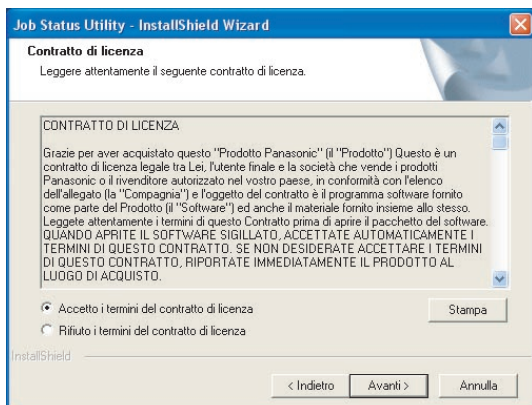 Job Status Utility - InstallShield Wizard
Contratto di licenza
Leggere attentamente il seguente contratto di licenza.
CONTRATTO DI LICENZA
Grazie per aver acquistato questo "Prodotto Panasonic" (il "Prodotto") Questo è un
contratto di licenza legale tra Lei, l'utente finale e la società che vende i prodotti
Panasonic o il rivenditore autorizzato nel vostro paese, in conformità con l'elenco
dell'allegato (la "Compagnia") e l'oggetto del contratto è il programma software fornito
come parte del Prodotto (il "Software") ed anche il materiale fornito insieme allo stesso.
Leggete attentamente i termini di questo Contratto prima di aprire il pacchetto del software.
QUANDO APRITE IL SOFTWARE SIGILLATO, ACCETTATE AUTOMATICAMENTE I
TERMINI DI QUESTO CONTRATTO. SE NON DESIDERATE ACCETTARE I TERMINI
DI QUESTO CONTRATTO, RIPORTATE IMMEDIATAMENTE IL PRODOTTO AL
LUOGO DI ACQUISTO.
Accetto i termini del contratto di licenza
Stampa
Rifiuto i termini del contratto di licenza
InstallShield
< Indietro
Avanti >
Annulla